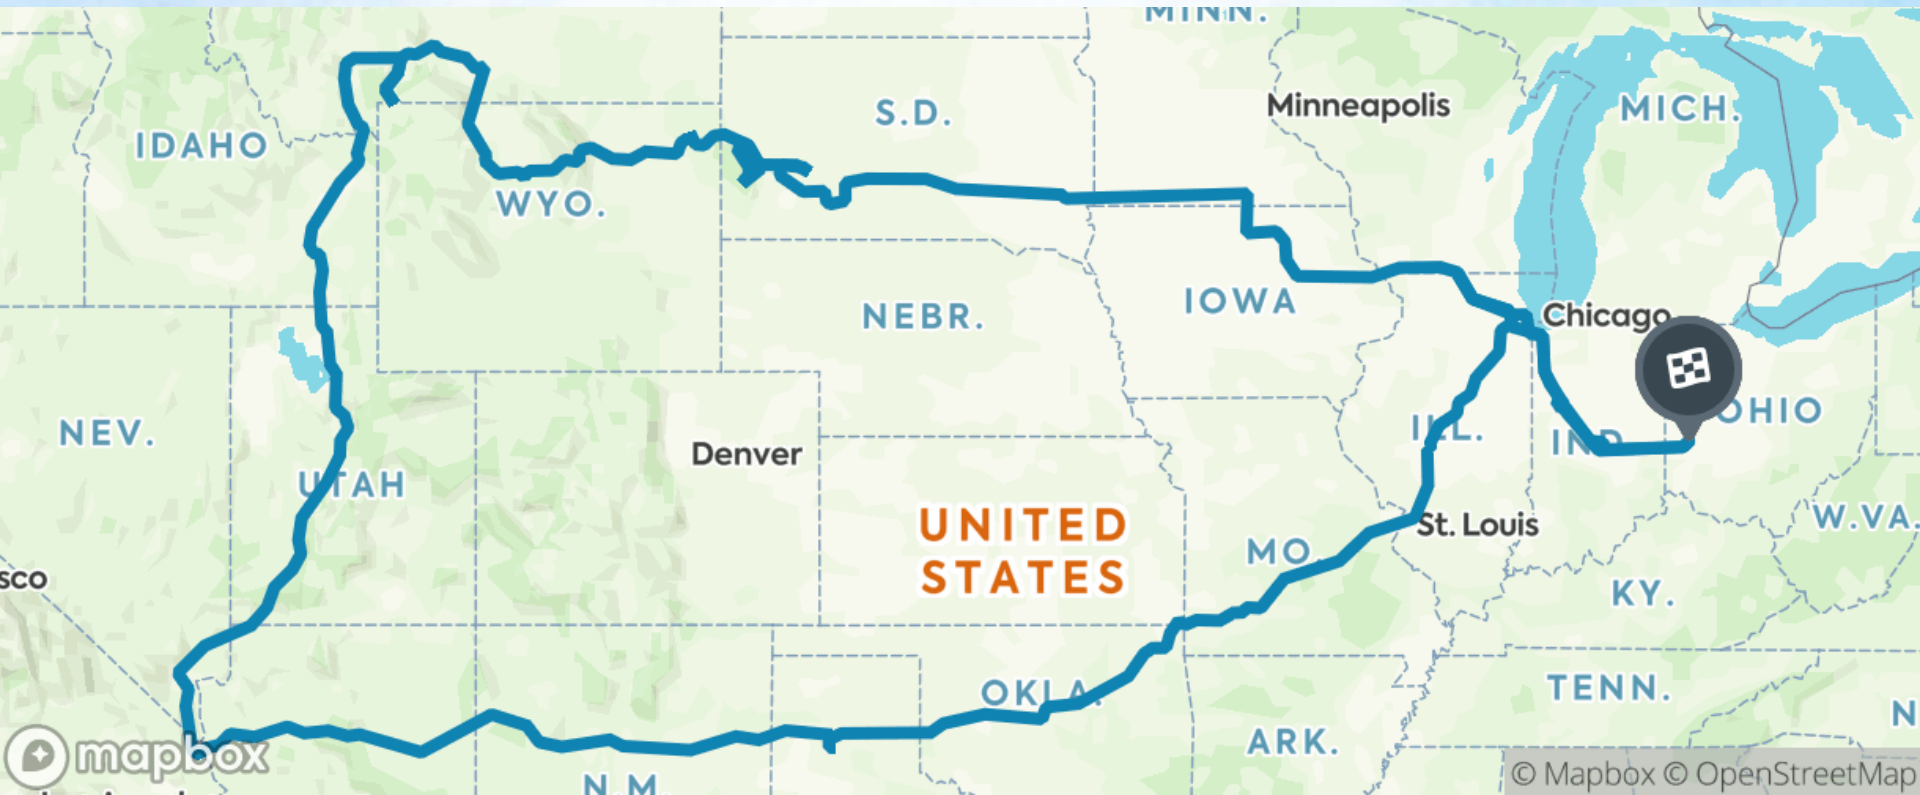 MINN.
S.D.
Minneapolis
MICH.
IDAHO
WYO.
NEBR.
IOWA
Chicago
NEV.
UTAH
Denver
ILL.
IND.
OHIO
UNITED
STATES
St. Louis
W.VA.
MO.
sco
KY.
OKLA.
TENN.
N
ARK.
mapbox
N.M.
© Mapbox © OpenStreetMap